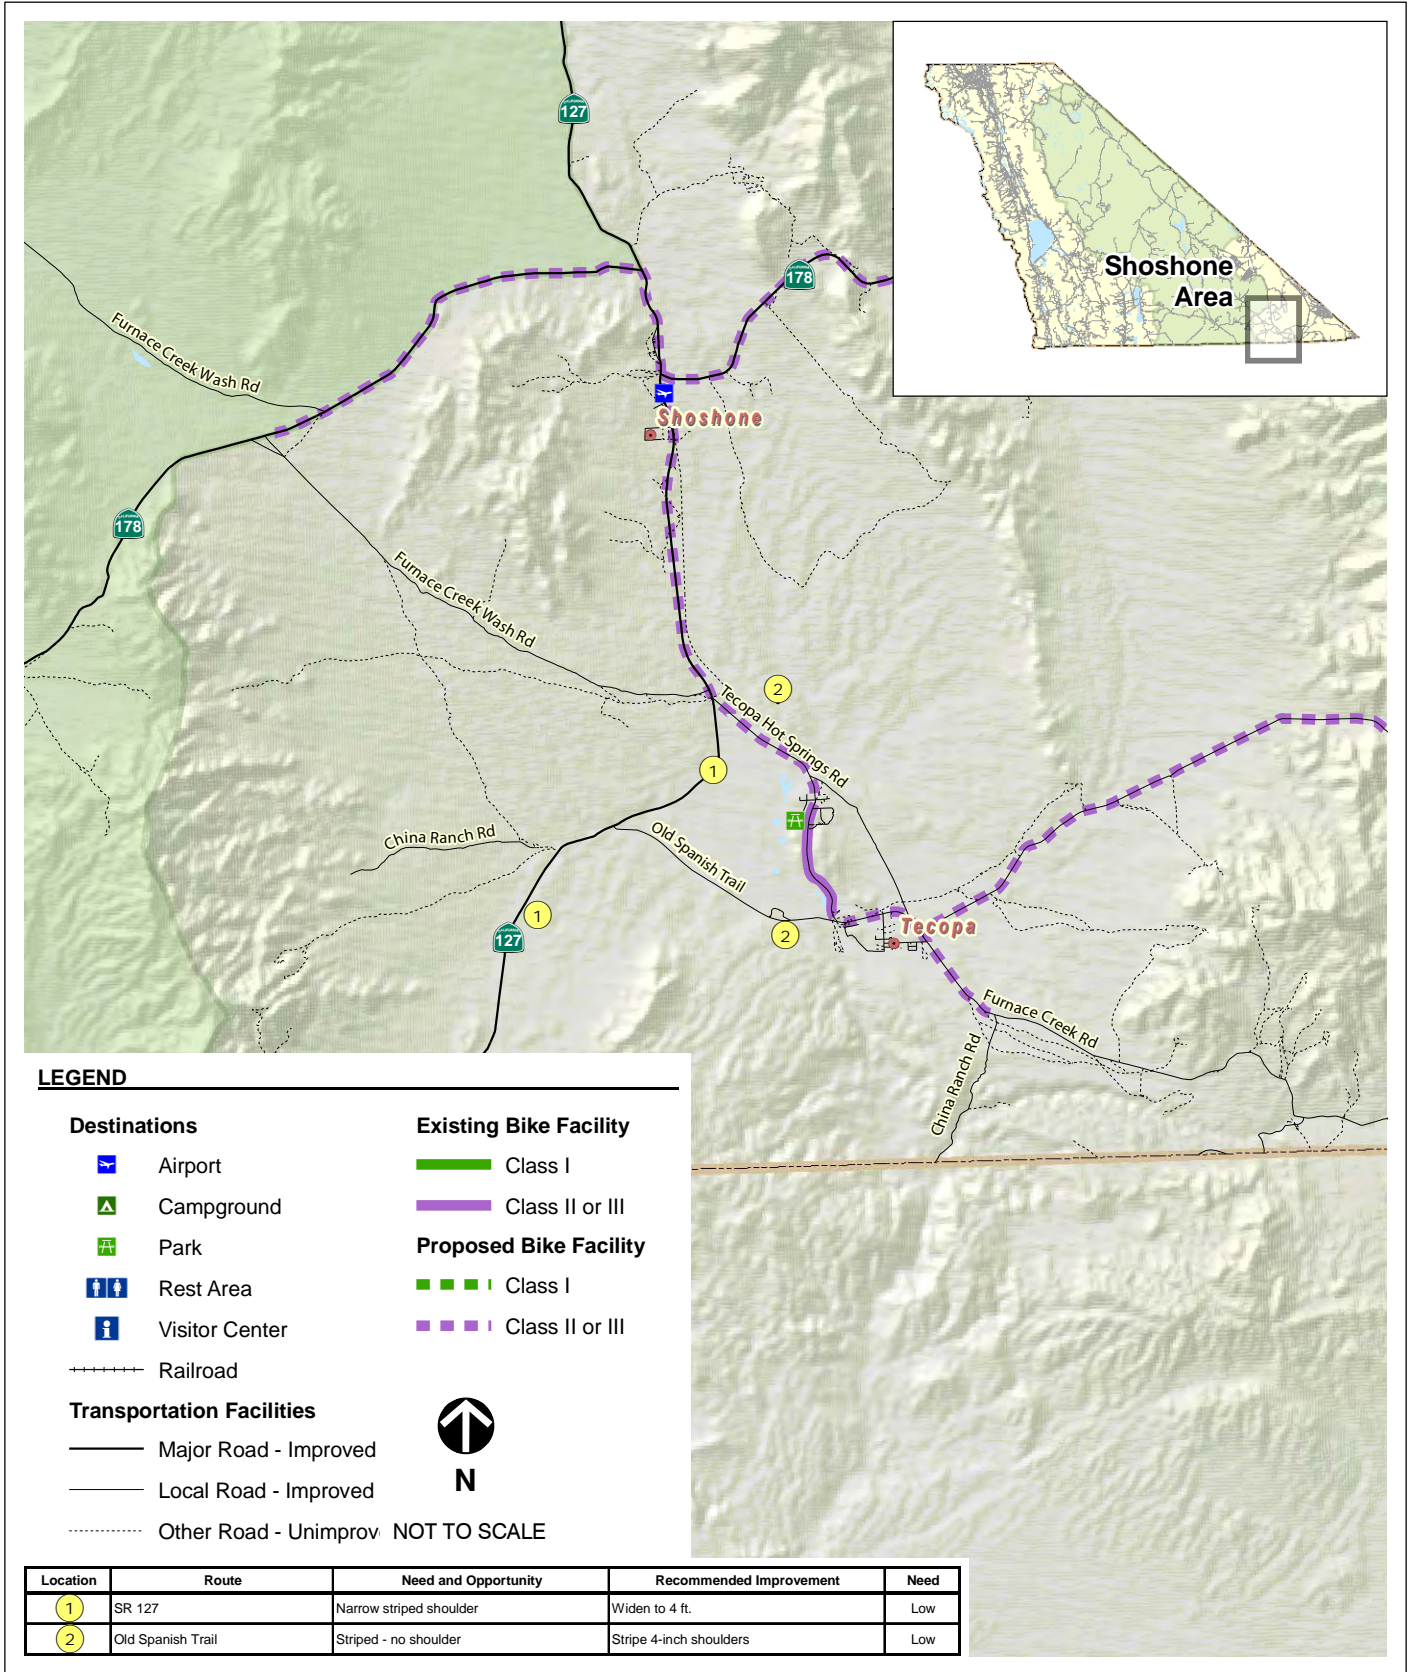 CALIFORNIA
127
CALIFORNIA
178
Shoshone
Area
Furnace Creek Wash Rd
Shoshone
CALIFORNIA
178
Furnace Creek Wash Rd
2
Tecopa Hot Springs Rd
1
China Ranch Rd
Old Spanish Trail
1
CALIFORNIA
127
2
Tecopa
Furnace Creek Rd
China Ranch Rd
LEGEND
Destinations
Airport
Campground
Park
Rest Area
Visitor Center
Railroad
Transportation Facilities
Major Road - Improved
Local Road - Improved
Other Road - Unimprov
Existing Bike Facility
Class I
Class II or III
Proposed Bike Facility
Class I
Class II or III
N
NOT TO SCALE
Location Route Need and Opportunity Recommended Improvement Need
1 SR 127 Narrow striped shoulder Widen to 4 ft. Low
2 Old Spanish Trail Striped - no shoulder Stripe 4-inch shoulders Low